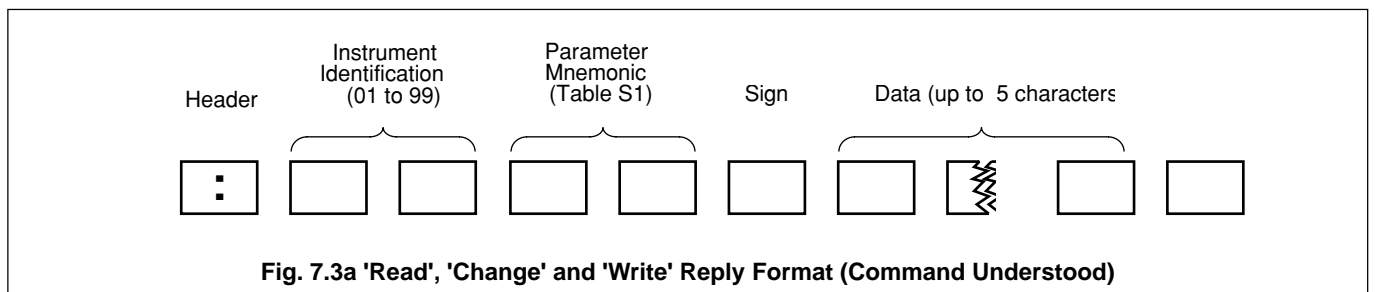 Instrument
Identification
(01 to 99)
Parameter
Mnemonic
(Table S1)
Header
Sign
Data (up to 5 characters
:
Fig. 7.3a 'Read', 'Change' and 'Write' Reply Format (Command Understood)